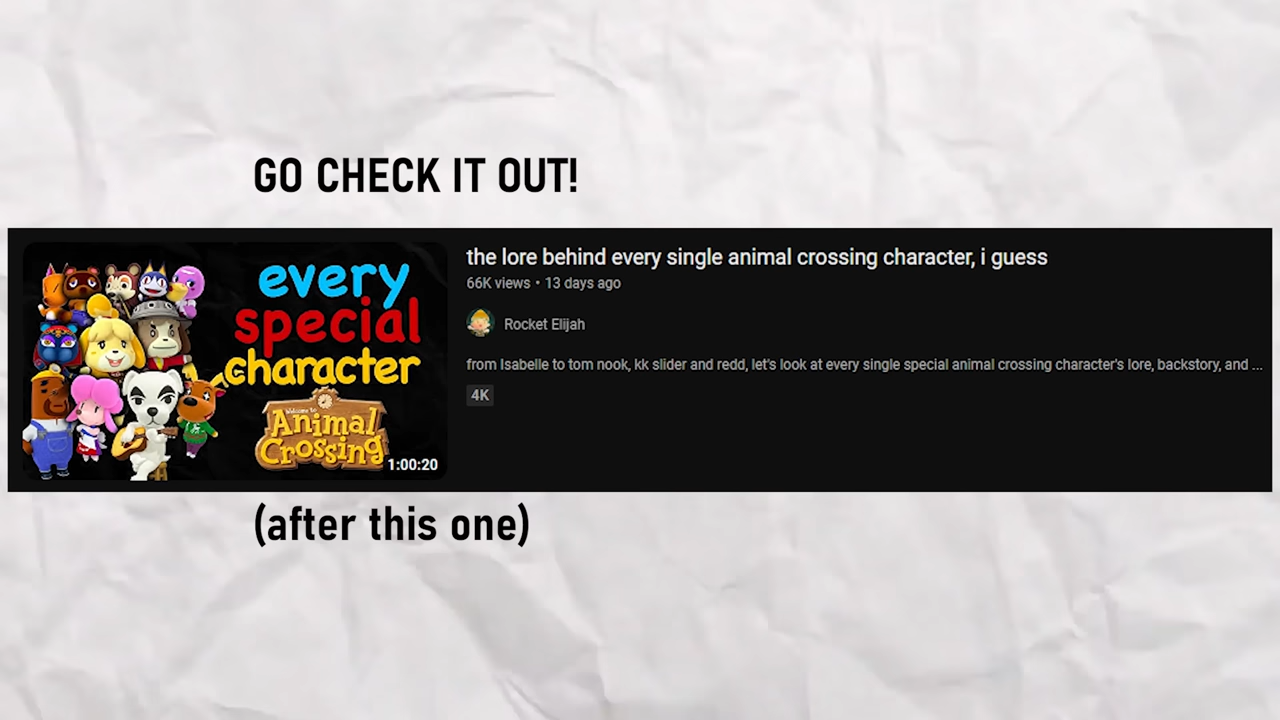 GO CHECK IT OUT!
every
special
character
Welcome to
Animal
Crossing
1:00:20
the lore behind every single animal crossing character, i guess
66K views • 13 days ago
Rocket Elijah
from Isabelle to tom nook, kk slider and redd, let's look at every single special animal crossing character's lore, backstory, and ...
4K
(after this one)